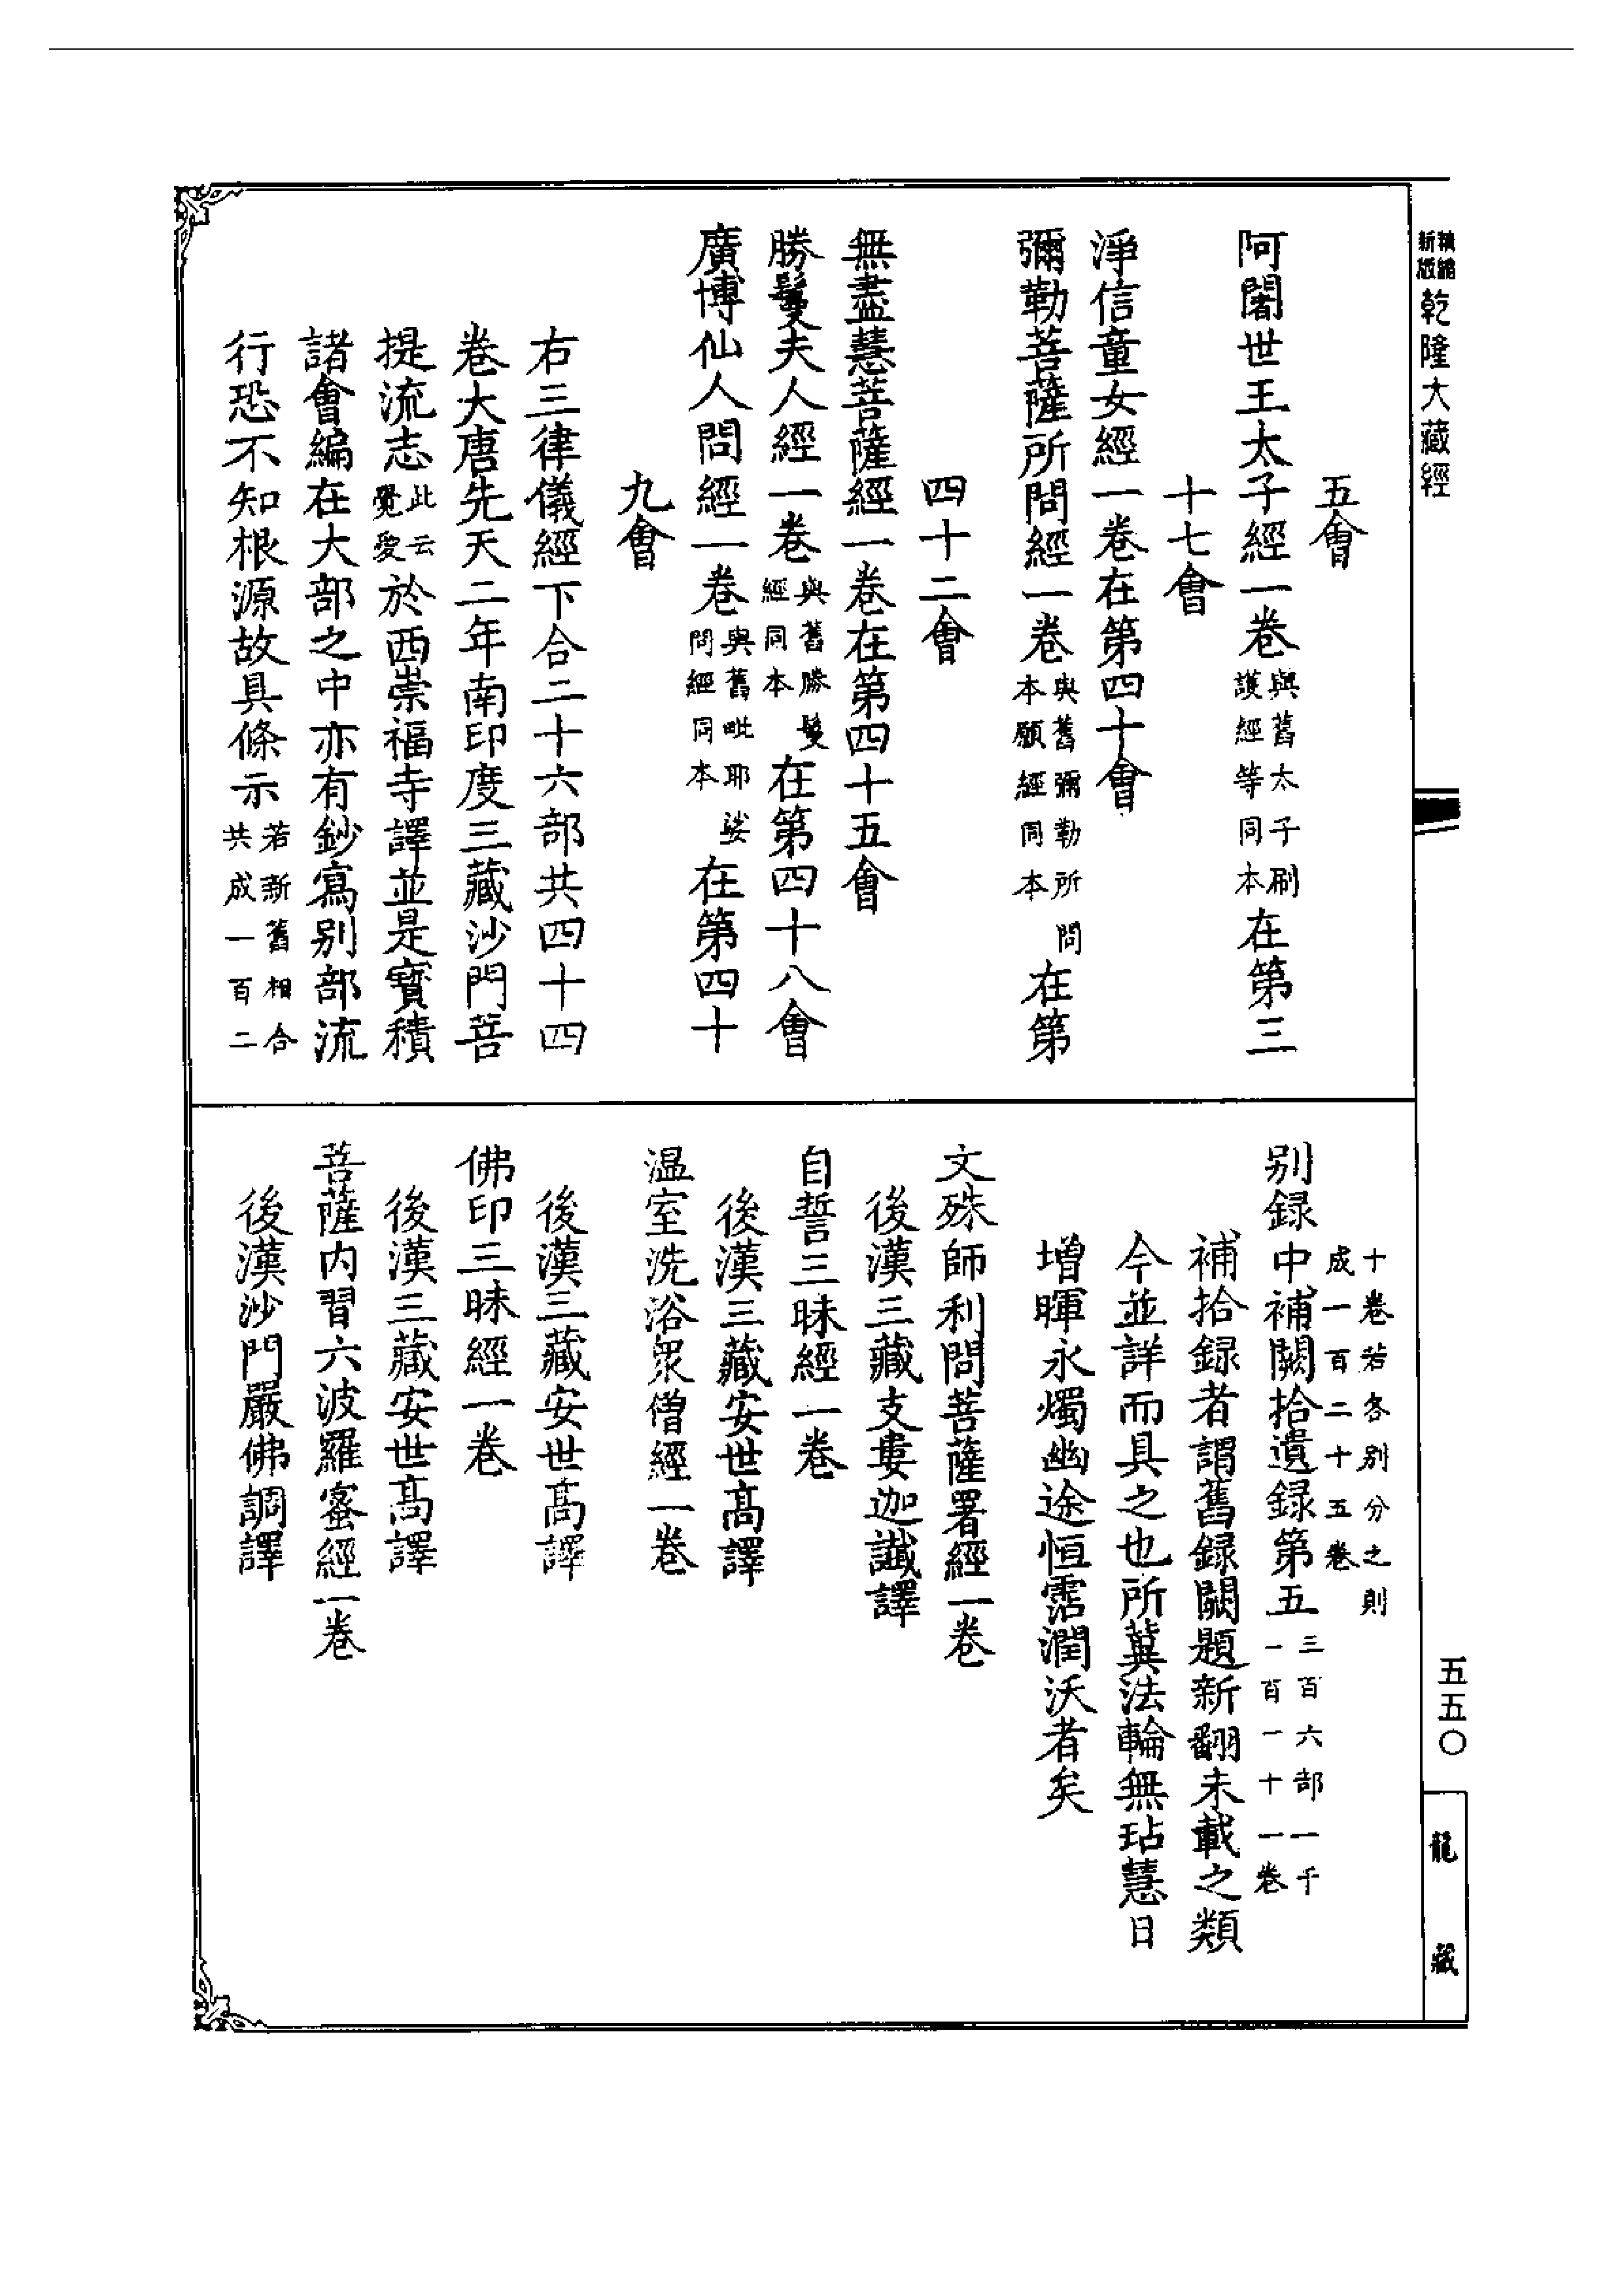 精縮新版乾隆大藏經
五會
阿闍世王太子經一卷與舊太子刷護經等同本在第三
十七會
淨信童女經一卷在第四十會
彌勒菩薩所問經一卷與舊彌勒所問本願經同本在第
四十二會
無盡慧菩薩經一卷在第四十五會
勝鬘夫人經一卷與舊勝鬘經同本在第四十八會
廣博仙人問經一卷與舊毗耶娑問經同本在第四十
九會
右三律儀經下合二十六部共四十四
卷大唐先天二年南印度三藏沙門菩
提流志此云覺愛於西崇福寺譯並是寶積
諸會編在大部之中亦有鈔寫別部流
行恐不知根源故具條示若新舊相合共成一百二
十卷若各別分之則成一百二十五卷
別録中補闕拾遺録第五三百六部一千一百一十一卷
補拾録者謂舊録闕題新翻未載之類
今並詳而具之也所冀法輪無玷慧日
增暉永燭幽途恒霑潤沃者矣
文殊師利問菩薩署經一卷
後漢三藏支婁迦讖譯
自誓三昧經一卷
後漢三藏安世高譯
温室洗浴衆僧經一卷
後漢三藏安世高譯
佛印三昧經一卷
後漢三藏安世高譯
菩薩内習六波羅蜜經一卷
後漢沙門嚴佛調譯
五五〇
龍藏